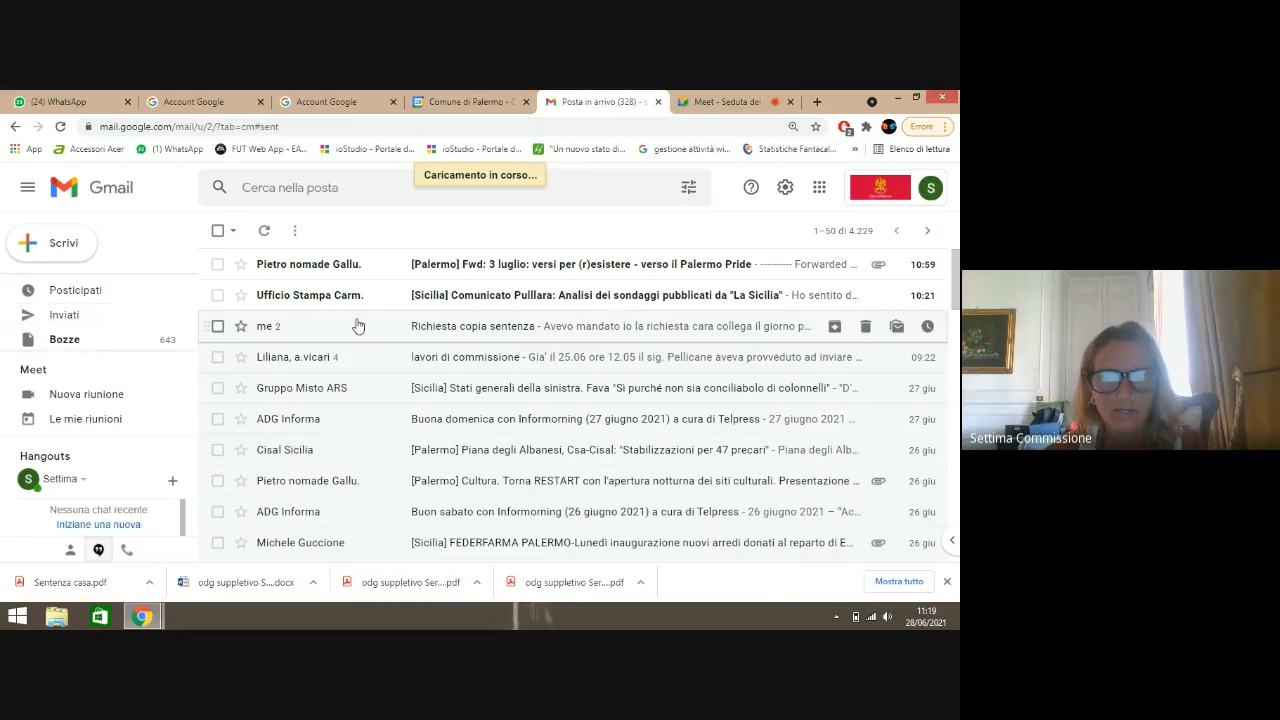 (24) WhatsApp
Account Google
Account Google
Comune di Palermo - C
Posta in arrivo (328) - s
Meet - Seduta del
mail.google.com/mail/u/2/?tab=cm#sent
2
Errore
App
Accessori Acer
(1) WhatsApp
FUT Web App - EA...
ioStudio - Portale d...
ioStudio - Portale d...
"Un nuovo stato di...
gestione attività wi...
Statistiche Fantacal...
»
Elenco di lettura
Caricamento in corso...
Gmail
Cerca nella posta
S
Scrivi
1–50 di 4.229
Posticipati
Inviati
Bozze 643
Meet
Nuova riunione
Le mie riunioni
Hangouts
S Settima
Nessuna chat recente
Iniziane una nuova
Pietro nomade Gallu. [Palermo] Fwd: 3 luglio: versi per (r)esistere - verso il Palermo Pride - ---------- Forwarded ... 10:59
Ufficio Stampa Carm. [Sicilia] Comunicato Pulllara: Analisi dei sondaggi pubblicati da "La Sicilia" - Ho sentito d... 10:21
me 2 Richiesta copia sentenza - Avevo mandato io la richiesta cara collega il giorno p...
Liliana, a.vicari 4 lavori di commissione - Gia' il 25.06 ore 12.05 il sig. Pellicane aveva provveduto ad inviare ... 09:22
Gruppo Misto ARS [Sicilia] Stati generali della sinistra. Fava "Sì purché non sia conciliabolo di colonnelli" - "D'... 27 giu
ADG Informa Buona domenica con Informorning (27 giugno 2021) a cura di Telpress - 27 giugno 2021 ... 27 giu
Cisal Sicilia [Palermo] Piana degli Albanesi, Csa-Cisal: "Stabilizzazioni per 47 precari" - Piana degli Alb... 26 giu
Pietro nomade Gallu. [Palermo] Cultura. Torna RESTART con l'apertura notturna dei siti culturali. Presentazione ... 26 giu
ADG Informa Buon sabato con Informorning (26 giugno 2021) a cura di Telpress - 26 giugno 2021 – "Ac... 26 giu
Michele Guccione [Sicilia] FEDERFARMA PALERMO-Lunedì inaugurazione nuovi arredi donati al reparto di E... 26 giu
Settima Commissione
Sentenza casa.pdf
odg suppletivo S....docx
odg suppletivo Ser....pdf
odg suppletivo Ser....pdf
Mostra tutto
11:19
28/06/2021